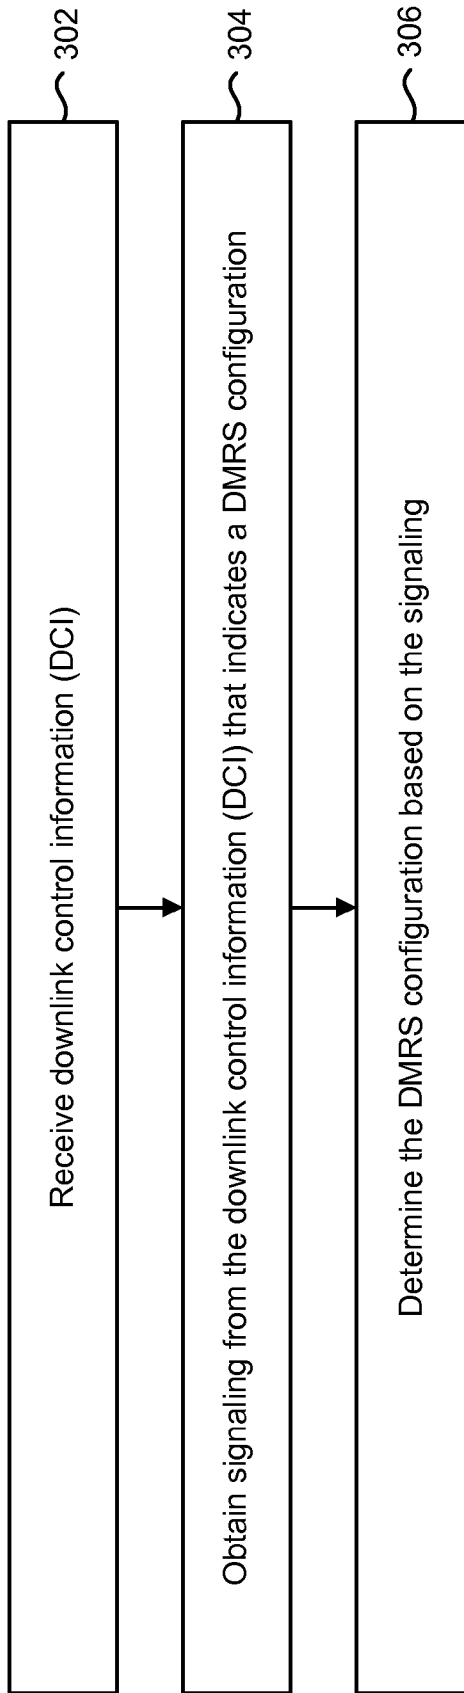 Receive downlink control information (DCI)
302
Obtain signaling from the downlink control information (DCI) that indicates a DMRS configuration
304
Determine the DMRS configuration based on the signaling
306